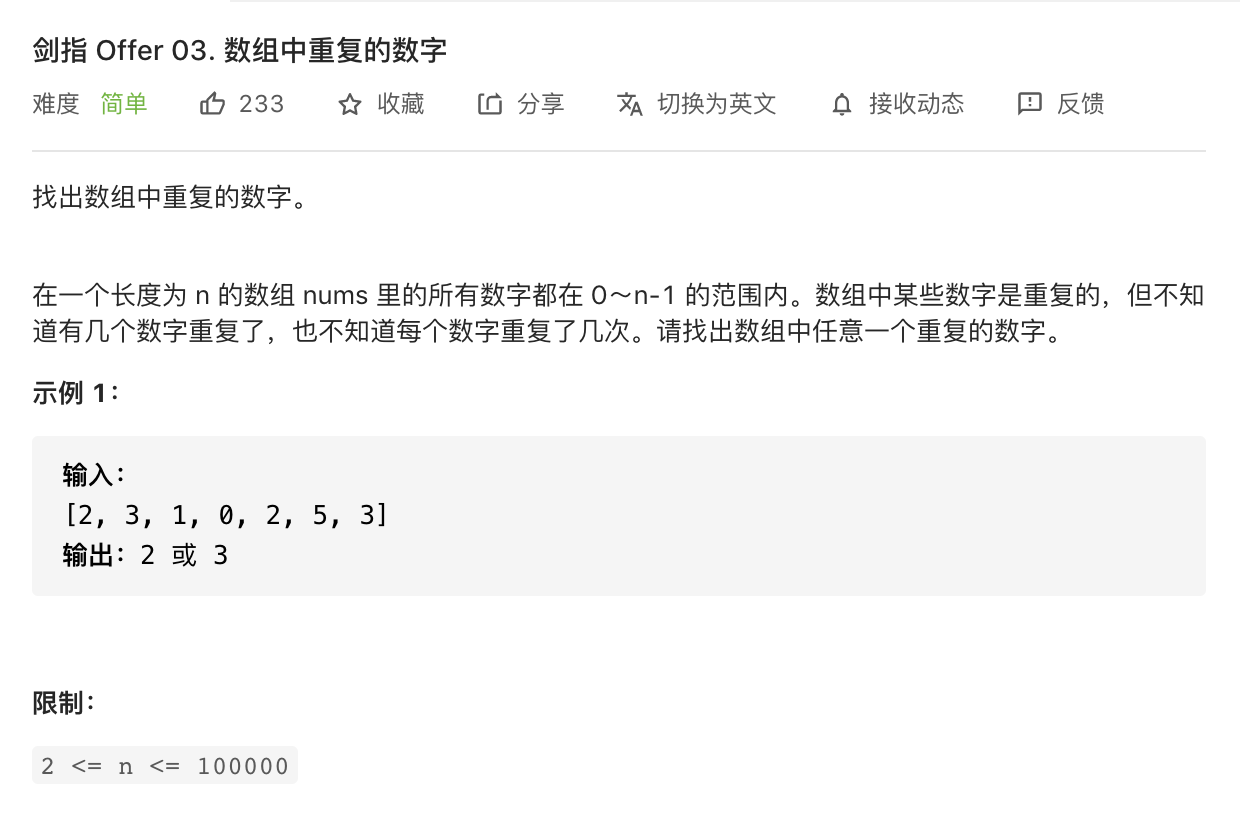 剑指 Offer 03. 数组中重复的数字
难度 简单 233 收藏 分享 切换为英文 接收动态 反馈
找出数组中重复的数字。
在一个长度为 n 的数组 nums 里的所有数字都在 0～n-1 的范围内。数组中某些数字是重复的，但不知
道有几个数字重复了，也不知道每个数字重复了几次。请找出数组中任意一个重复的数字。
示例 1：
输入：
[2, 3, 1, 0, 2, 5, 3]
输出：2 或 3
限制：
2 <= n <= 100000